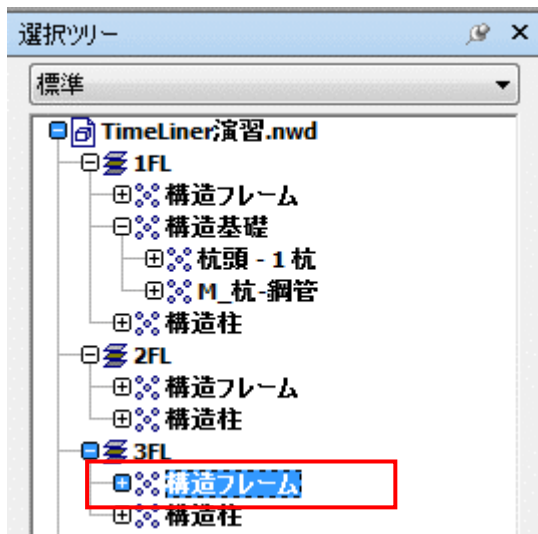 選択ツリー
標準
TimeLiner演習.nwd
1FL
構造フレーム
構造基礎
杭頭 - 1 杭
M_杭-鋼管
構造柱
2FL
構造フレーム
構造柱
3FL
構造フレーム
構造柱